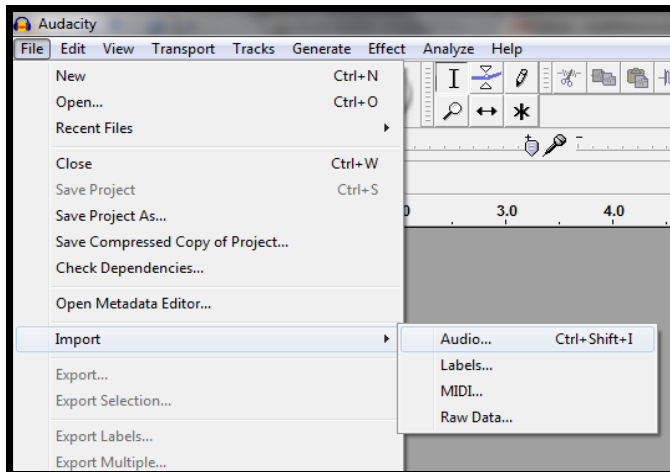 Audacity
File Edit View Transport Tracks Generate Effect Analyze Help
New Ctrl+N
Open... Ctrl+O
Recent Files
Close Ctrl+W
Save Project Ctrl+S
Save Project As...
3.0 4.0
Save Compressed Copy of Project...
Check Dependencies...
Open Metadata Editor...
Import
Audio... Ctrl+Shift+I
Labels...
Export...
MIDI...
Export Selection...
Raw Data...
Export Labels...
Export Multiple...